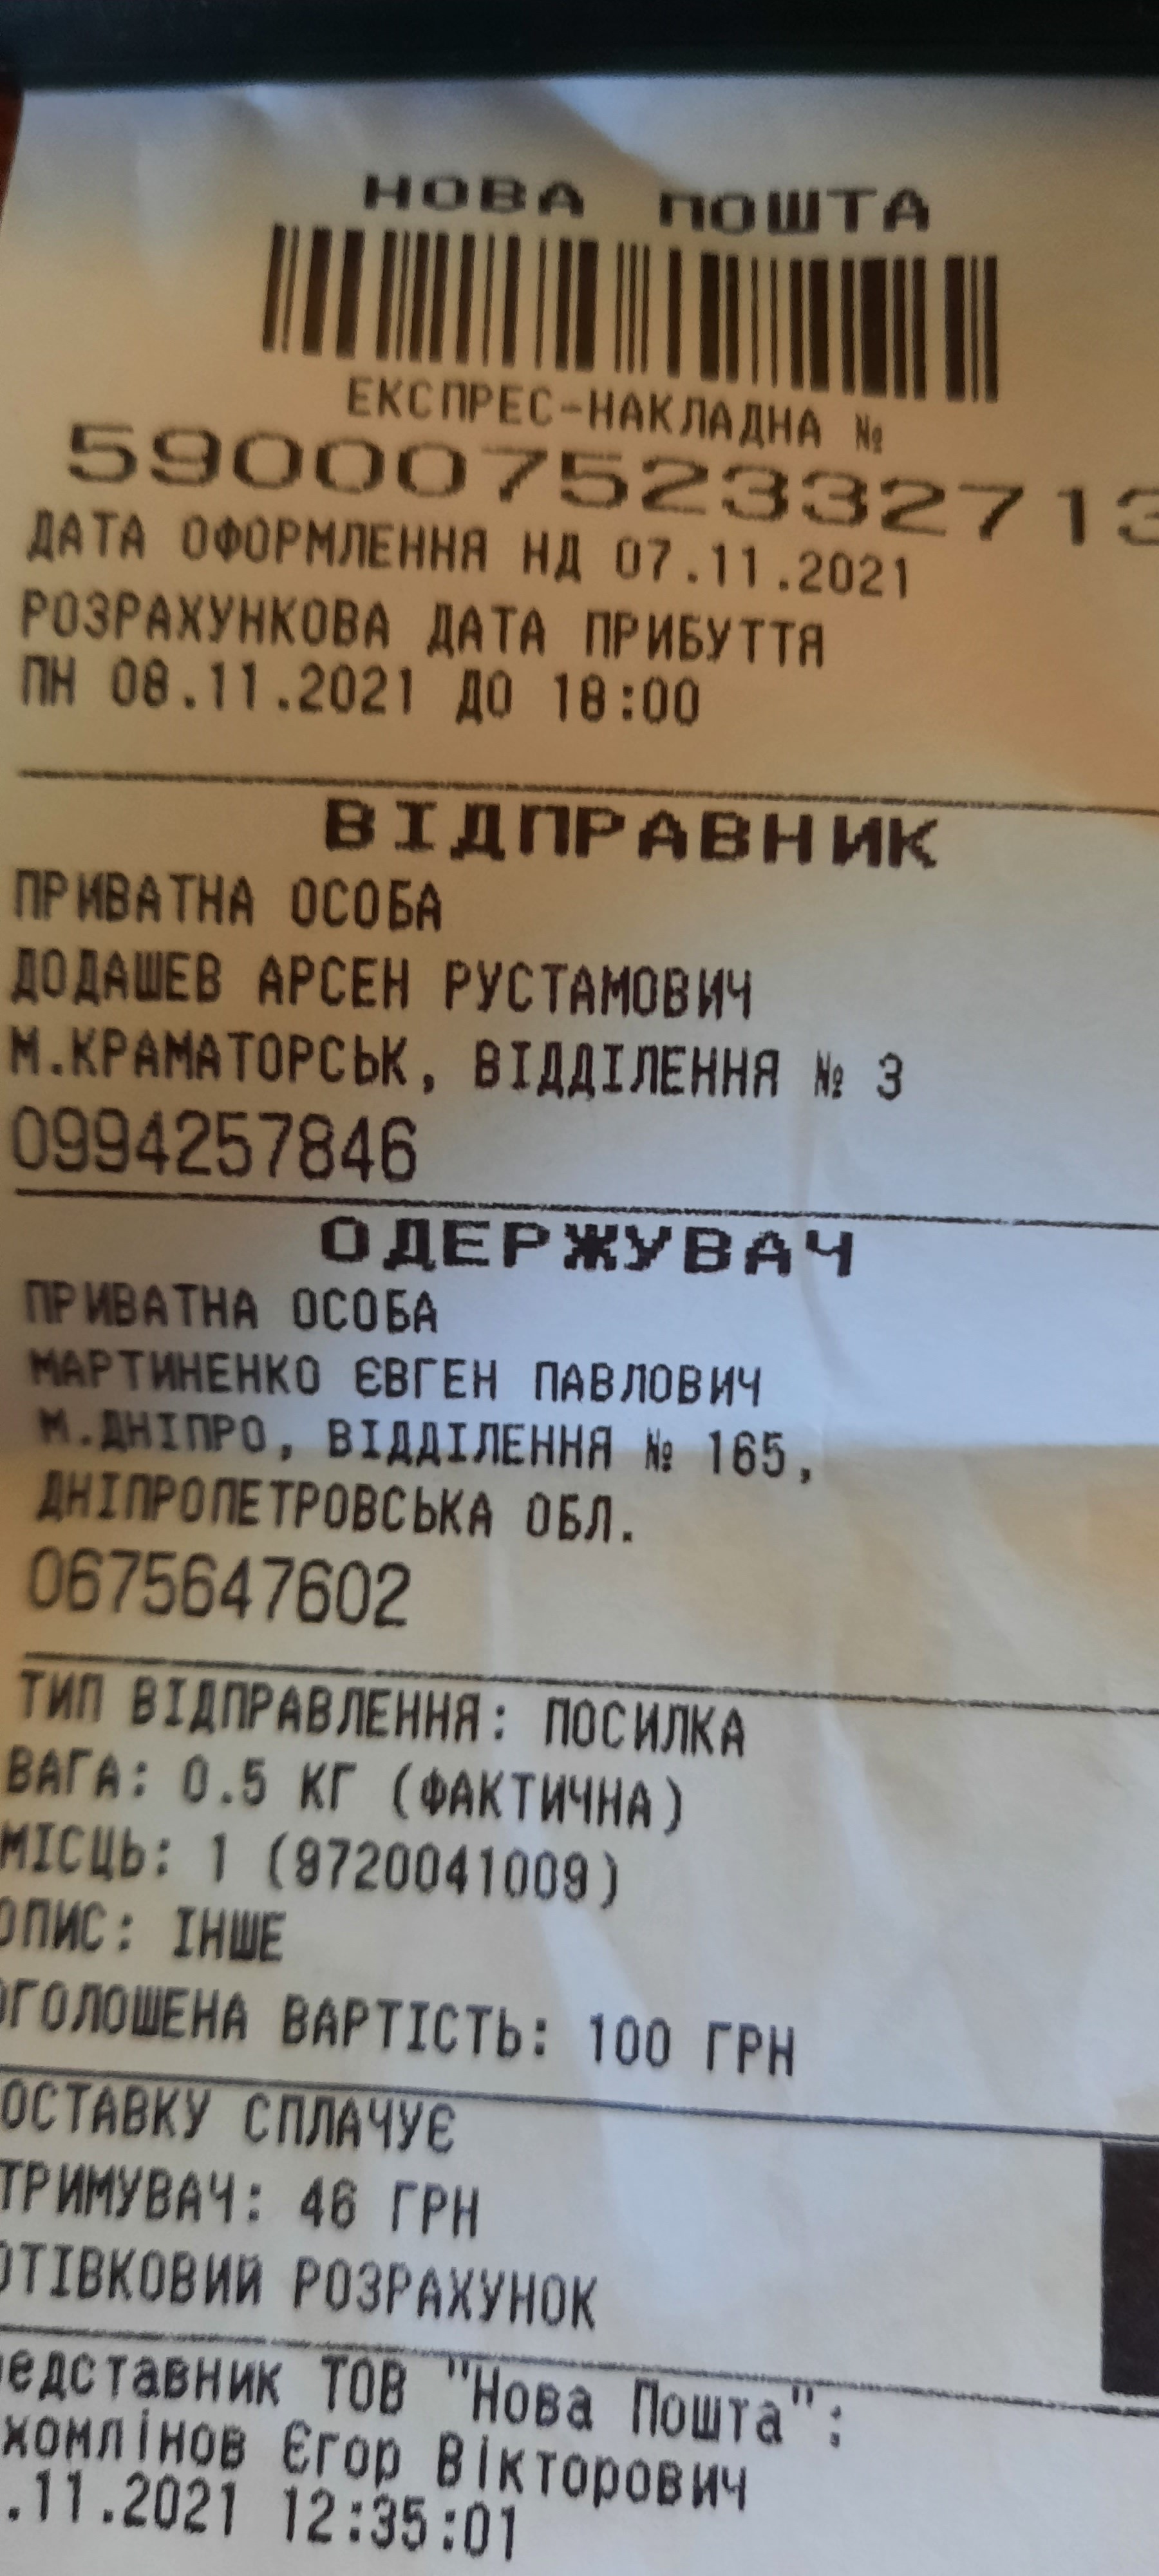 НОВА ПОШТА
ЕКСПРЕС-НАКЛАДНА №
59000752332713
ДАТА ОФОРМЛЕННЯ НД 07.11.2021
РОЗРАХУНКОВА ДАТА ПРИБУТТЯ
ПН 08.11.2021 ДО 18:00
ВІДПРАВНИК
ПРИВАТНА ОСОБА
ДОДАШЕВ АРСЕН РУСТАМОВИЧ
М.КРАМАТОРСЬК, ВІДДІЛЕННЯ № 3
0994257846
ОДЕРЖУВАЧ
ПРИВАТНА ОСОБА
МАРТИНЕНКО ЄВГЕН ПАВЛОВИЧ
М.ДНІПРО, ВІДДІЛЕННЯ № 165,
ДНІПРОПЕТРОВСЬКА ОБЛ.
0675647602
ТИП ВІДПРАВЛЕННЯ: ПОСИЛКА
ВАГА: 0.5 КГ (ФАКТИЧНА)
МІСЦЬ: 1 (9720041009)
ОПИС: ІНШЕ
ОГОЛОШЕНА ВАРТІСТЬ: 100 ГРН
ОСТАВКУ СПЛАЧУЄ
ТРИМУВАЧ: 46 ГРН
ОТІВКОВИЙ РОЗРАХУНОК
едставник ТОВ "Нова Пошта":
хомлінов Єгор Вікторович
.11.2021 12:35:01